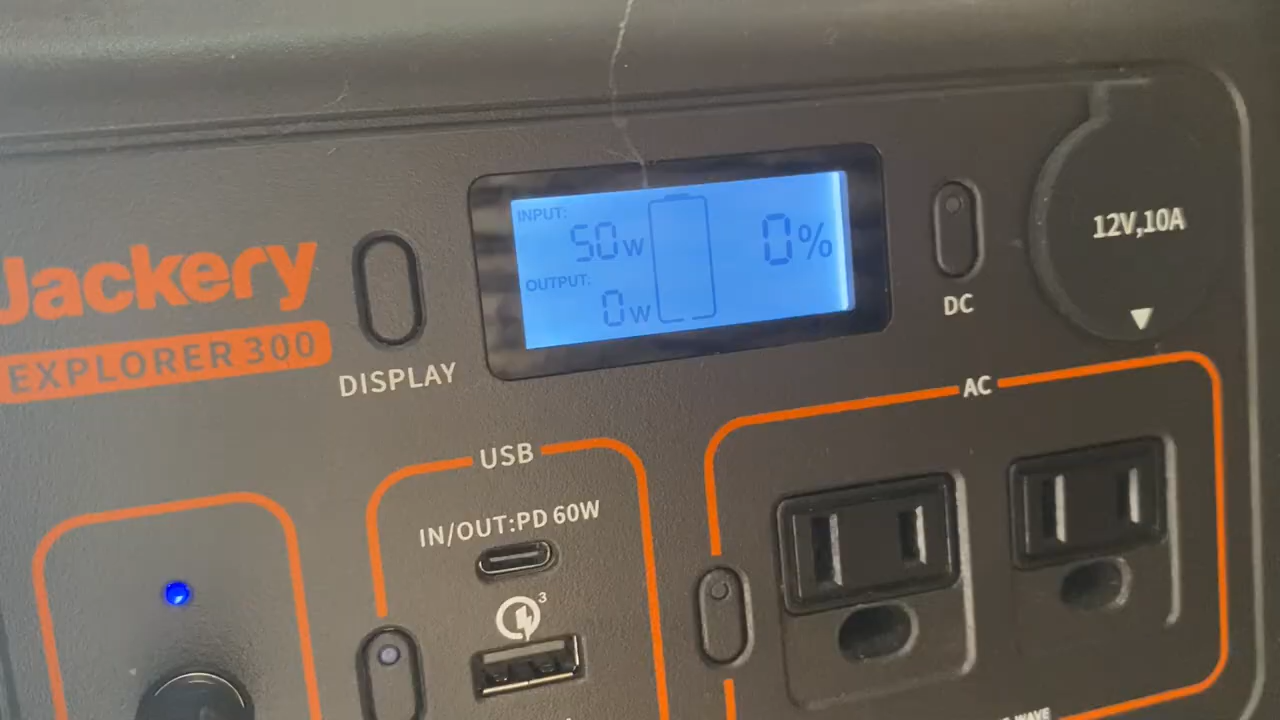 Jackery
EXPLORER 300
DISPLAY
INPUT:
50W
OUTPUT:
0W
0%
DC
12V,10A
USB
IN/OUT:PD 60W
3
AC
WAVE